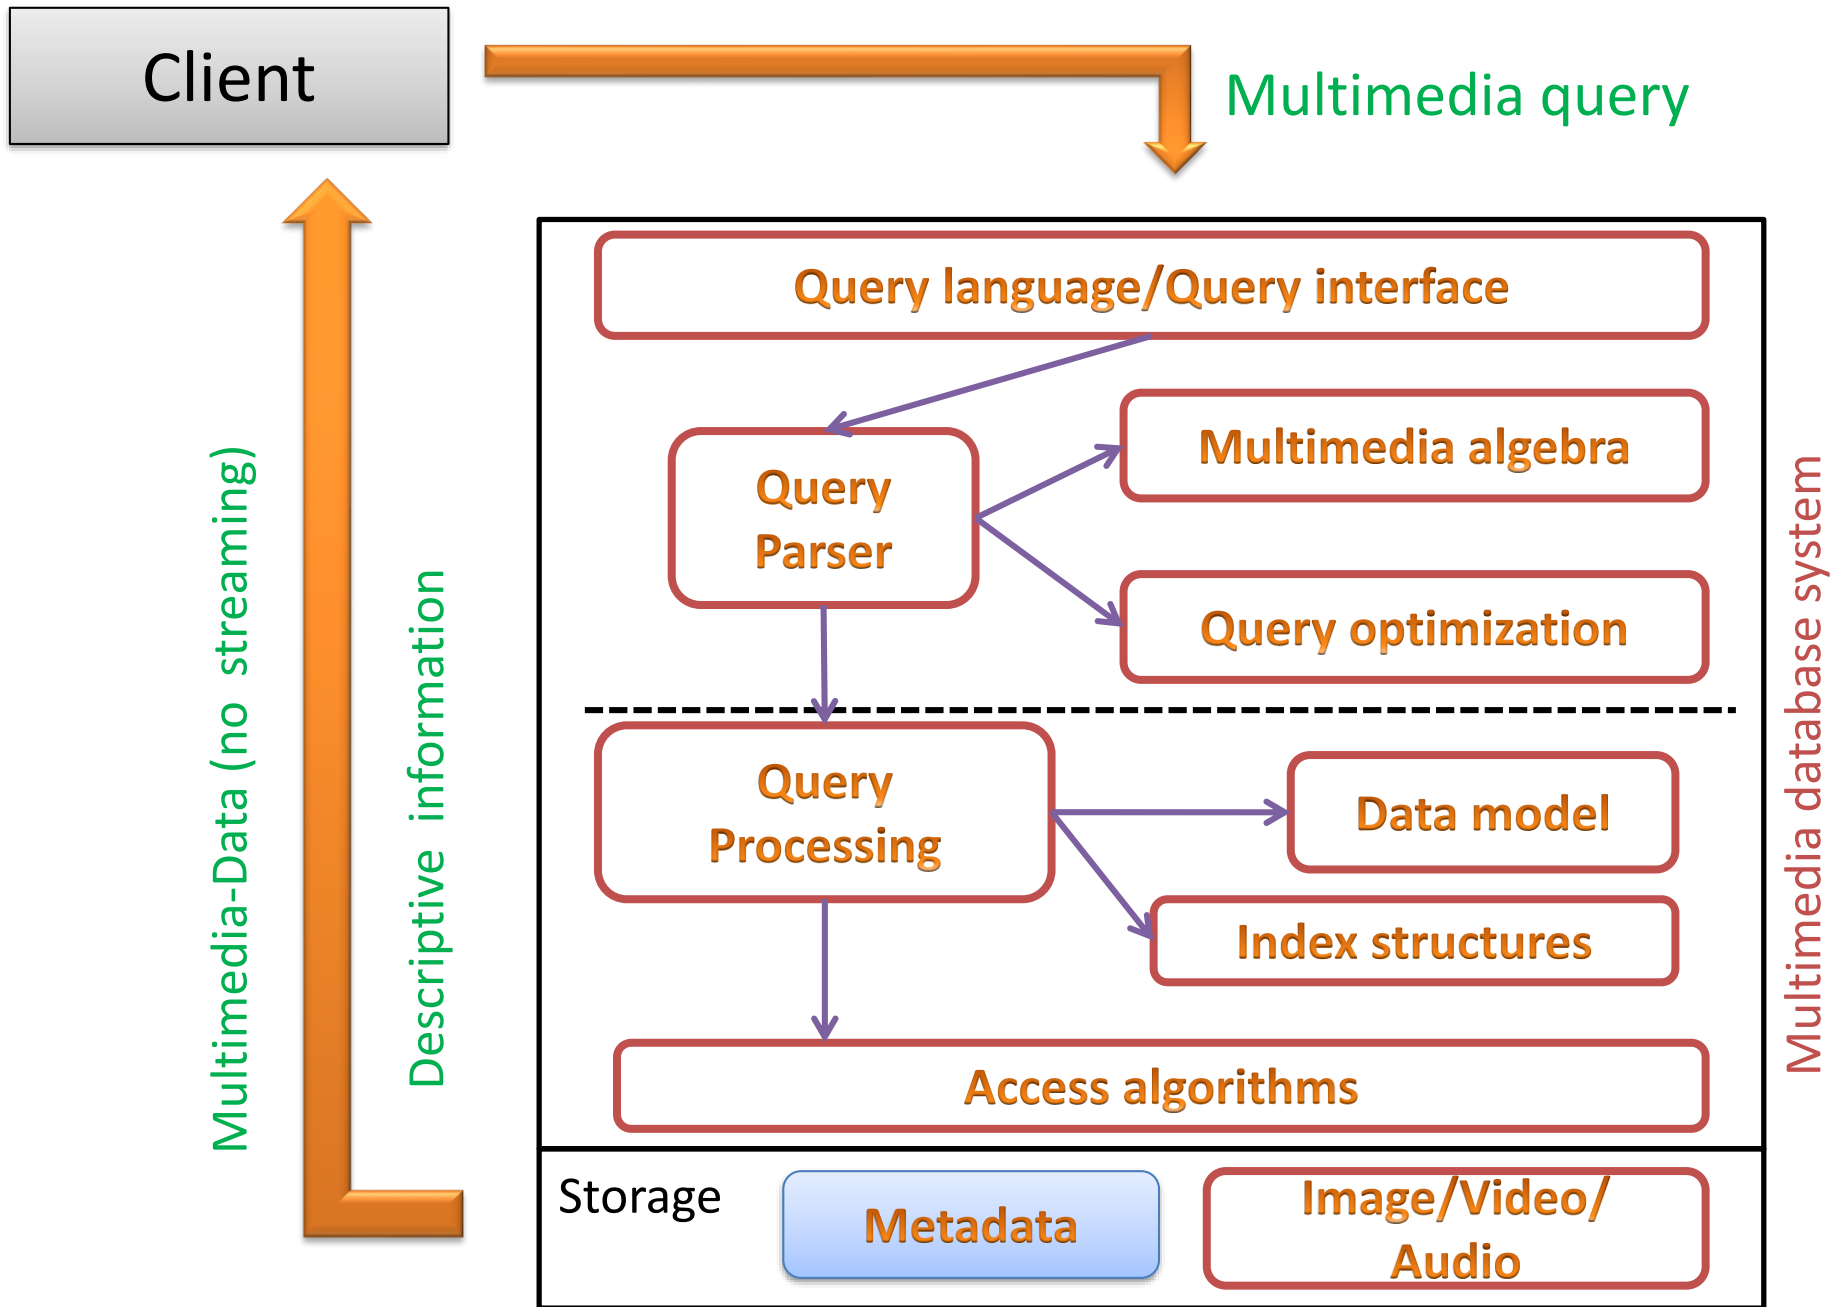 Client
Multimedia query
Query language/Query interface
Multimedia algebra
Query
Parser
Query optimization
Query
Processing
Data model
Index structures
Access algorithms
Storage
Metadata
Image/Video/
Audio
Multimedia-Data (no streaming)
Descriptive information
Multimedia database system